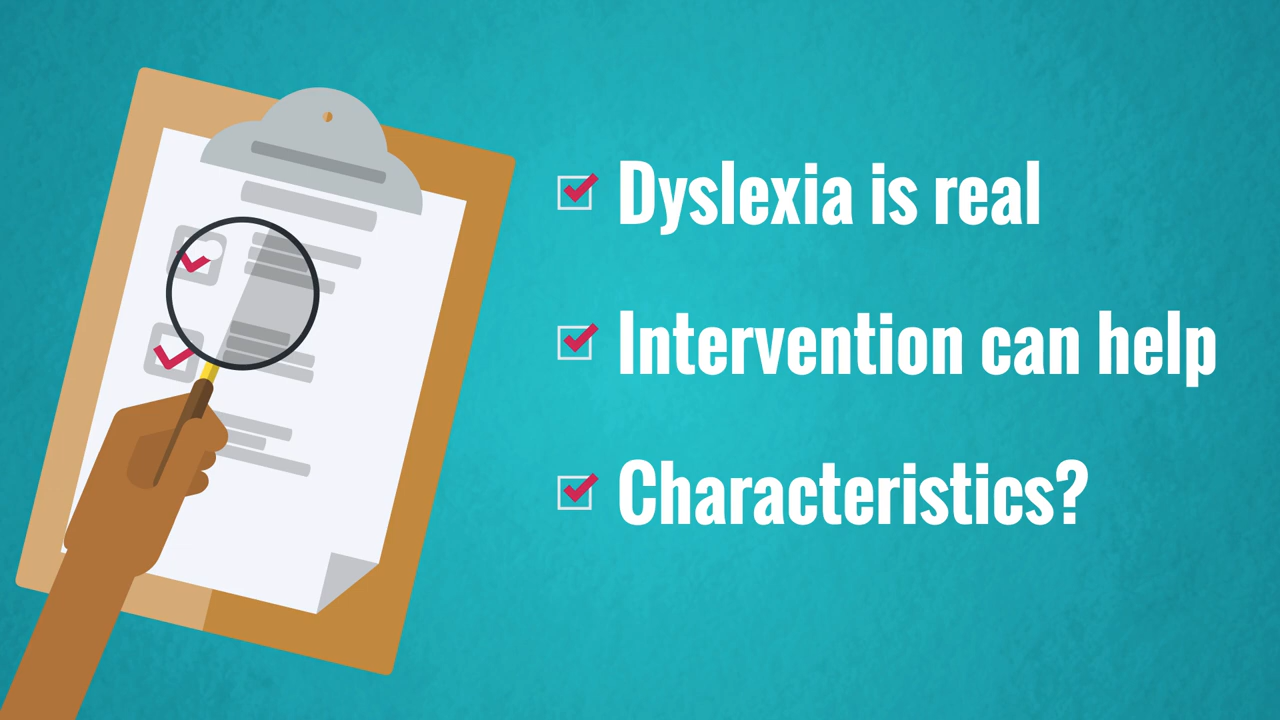 Dyslexia is real
Intervention can help
Characteristics?